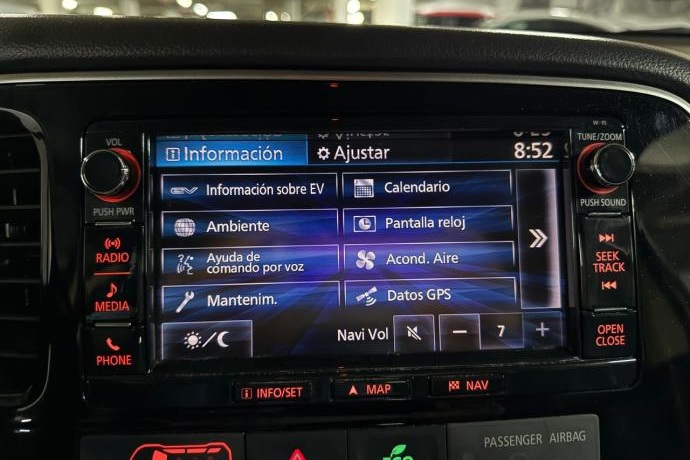 W-15
VOL
TUNE/ZOOM
Información
Ajustar
8:52
PUSH PWR
PUSH SOUND
Información sobre EV
Calendario
Ambiente
Pantalla reloj
RADIO
Ayuda de
comando por voz
Acond. Aire
SEEK
TRACK
MEDIA
Mantenim.
Datos GPS
PHONE
Navi Vol
7
OPEN
CLOSE
INFO/SET
MAP
NAV
PASSENGER AIRBAG